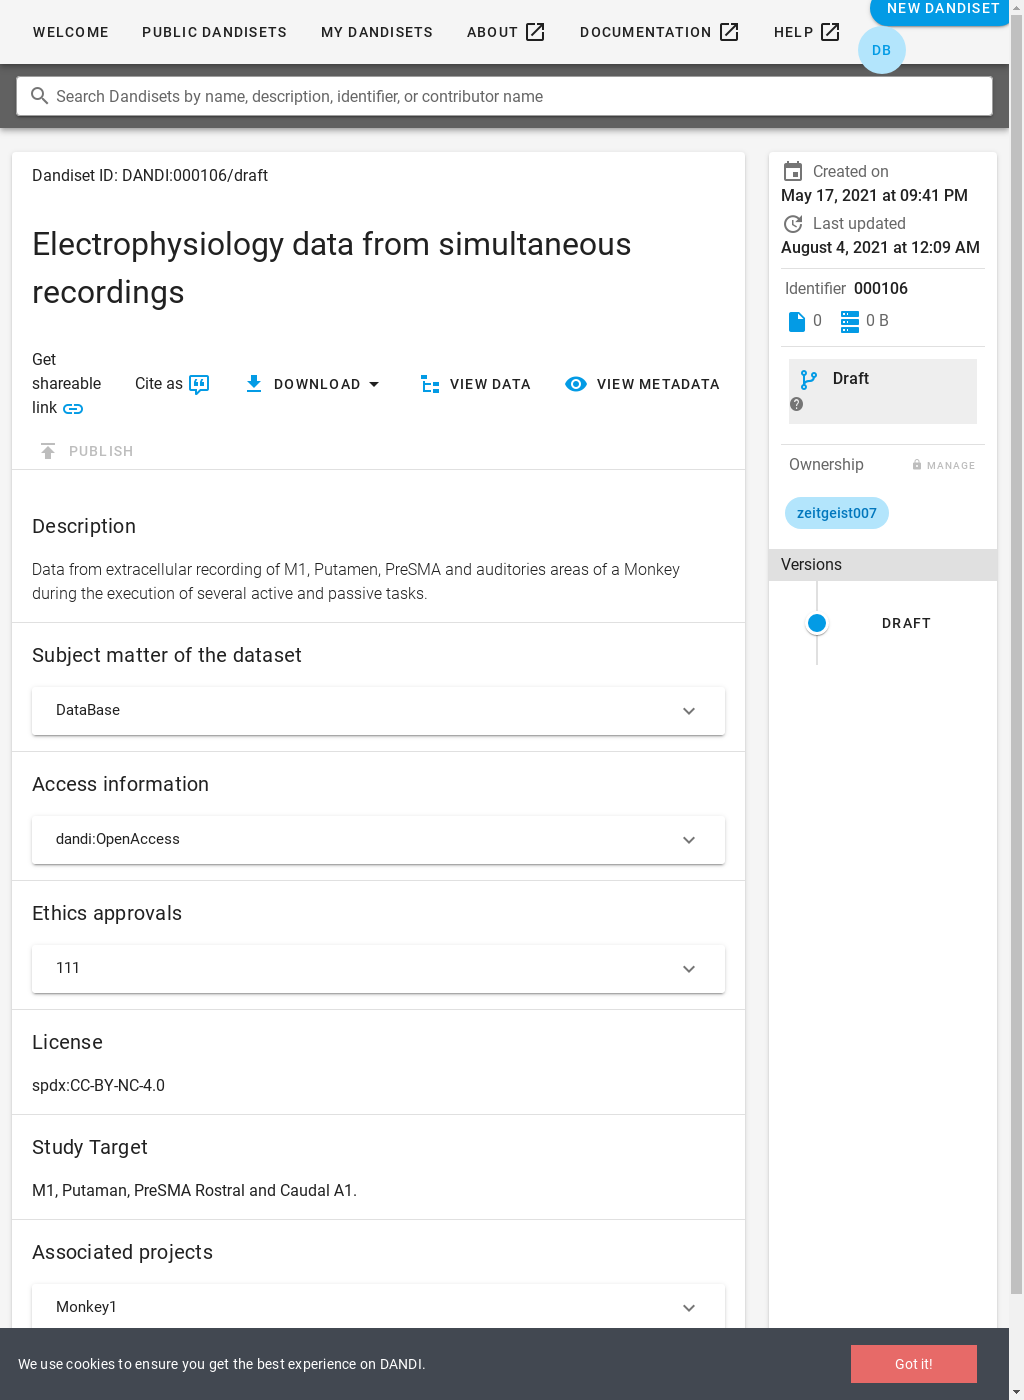 WELCOME PUBLIC DANDISETS MY DANDISETS ABOUT DOCUMENTATION HELP NEW DANDISET
DB
Search Dandisets by name, description, identifier, or contributor name
Dandiset ID: DANDI:000106/draft
Electrophysiology data from simultaneous
recordings
Get
shareable
link
Cite as
DOWNLOAD
VIEW DATA
VIEW METADATA
PUBLISH
Description
Data from extracellular recording of M1, Putamen, PreSMA and auditories areas of a Monkey
during the execution of several active and passive tasks.
Subject matter of the dataset
DataBase
Access information
dandi:OpenAccess
Ethics approvals
111
License
spdx:CC-BY-NC-4.0
Study Target
M1, Putaman, PreSMA Rostral and Caudal A1.
Associated projects
Monkey1
Created on
May 17, 2021 at 09:41 PM
Last updated
August 4, 2021 at 12:09 AM
Identifier 000106
0 0 B
Draft
Ownership MANAGE
zeitgeist007
Versions
DRAFT
We use cookies to ensure you get the best experience on DANDI.
Got it!